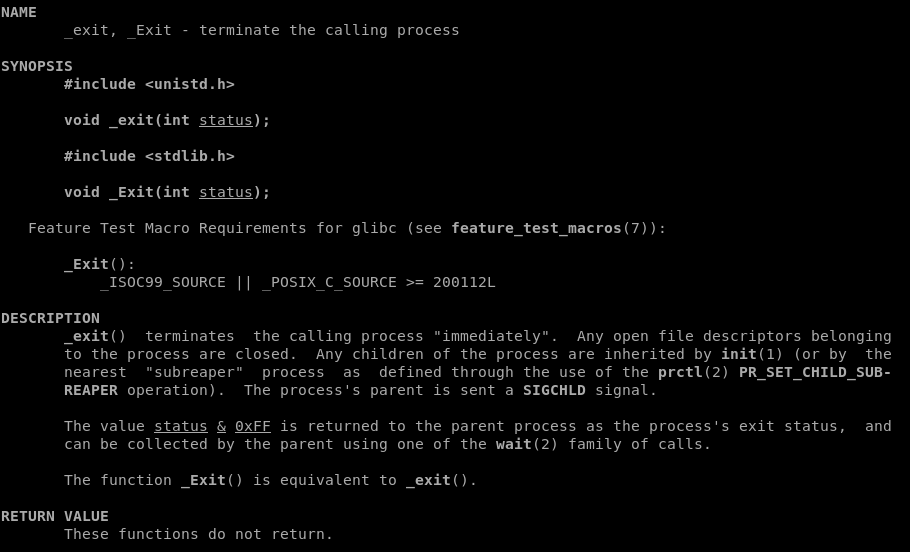 NAME
_exit, _Exit - terminate the calling process
SYNOPSIS
#include <unistd.h>
void _exit(int status);
#include <stdlib.h>
void _Exit(int status);
Feature Test Macro Requirements for glibc (see feature_test_macros(7)):
_Exit():
_ISOC99_SOURCE || _POSIX_C_SOURCE >= 200112L
DESCRIPTION
_exit()  terminates  the calling process "immediately".  Any open file descriptors belonging
to the process are closed.  Any children of the process are inherited by init(1) (or by  the
nearest  "subreaper"  process  as  defined through the use of the prctl(2) PR_SET_CHILD_SUB-
REAPER operation).  The process's parent is sent a SIGCHLD signal.
The value status & 0xFF is returned to the parent process as the process's exit status,  and
can be collected by the parent using one of the wait(2) family of calls.
The function _Exit() is equivalent to _exit().
RETURN VALUE
These functions do not return.